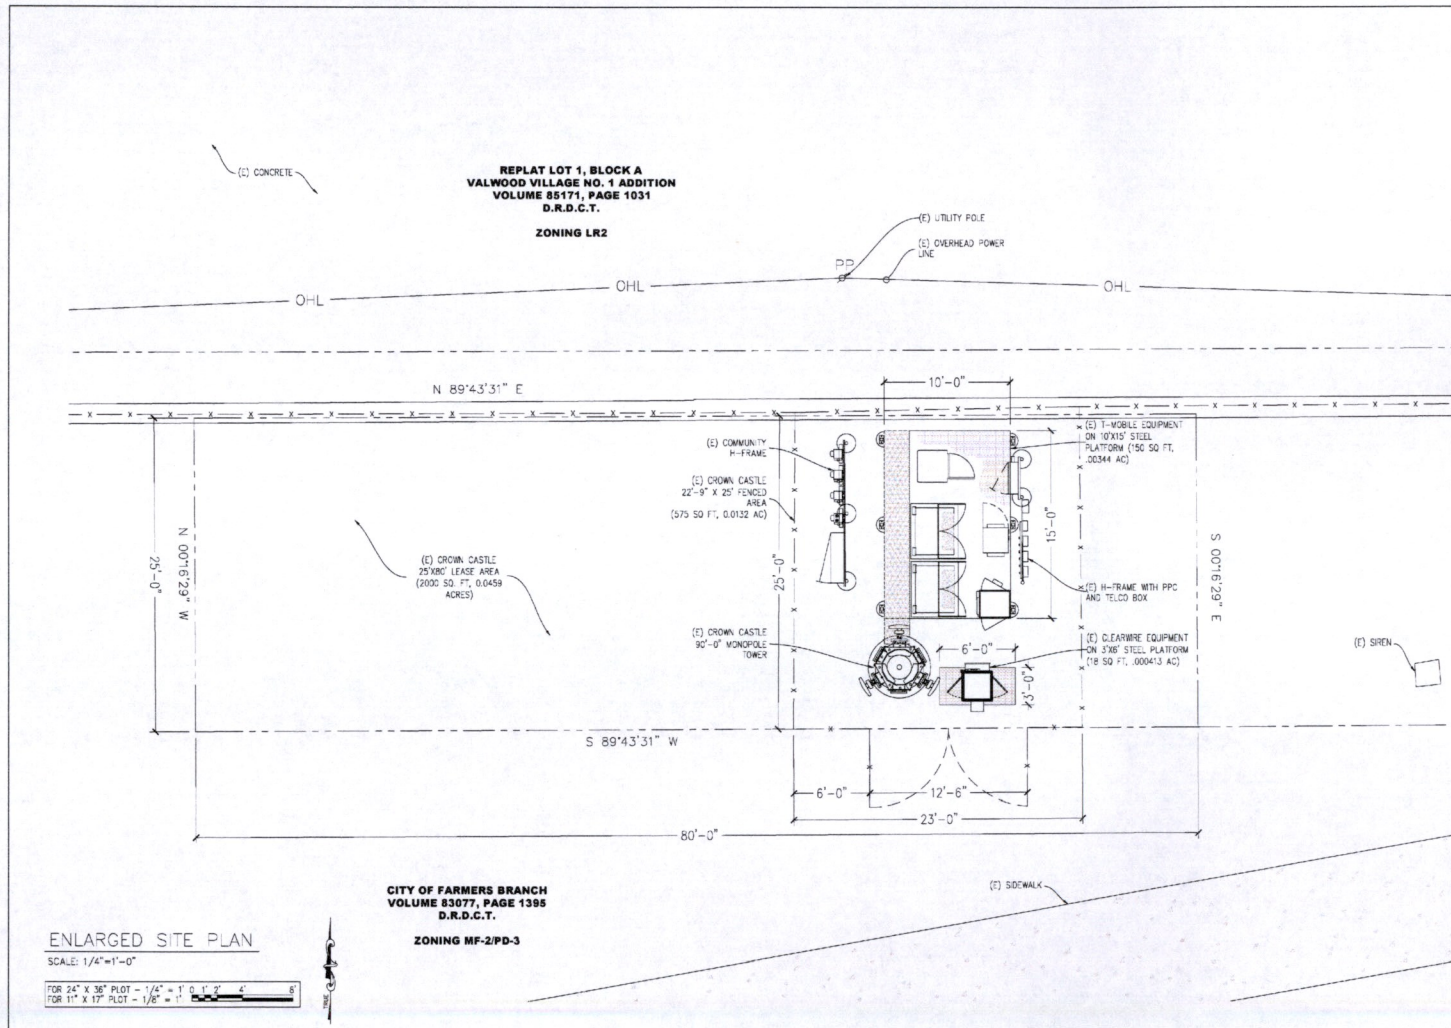 (E) CONCRETE
REPLAT LOT 1, BLOCK A
VALWOOD VILLAGE NO. 1 ADDITION
VOLUME 85171, PAGE 1031
D.R.D.C.T.
ZONING LR2
(E) UTILITY POLE
(E) OVERHEAD POWER
LINE
PP
OHL
OHL
OHL
N 89°43'31" E
10'-0"
(E) COMMUNITY
H-FRAME
(E) T-MOBILE EQUIPMENT
ON 10'X15' STEEL
PLATFORM (150 SQ FT,
.00344 AC)
(E) CROWN CASTLE
22'-9" X 25' FENCED
AREA
(575 SQ FT, 0.0132 AC)
N 00°16'29" W
25'-0"
(E) CROWN CASTLE
25'X80' LEASE AREA
(2000 SQ. FT, 0.0459
ACRES)
25'-0"
15'-0"
S 00°16'29" E
(E) H-FRAME WITH PPC
AND TELCO BOX
(E) CROWN CASTLE
90'-0" MONOPOLE
TOWER
6'-0"
3'-0"
(E) CLEARWIRE EQUIPMENT
ON 3'X6' STEEL PLATFORM
(18 SQ FT, .000413 AC)
(E) SIREN
S 89°43'31" W
6'-0"
12'-6"
23'-0"
80'-0"
(E) SIDEWALK
CITY OF FARMERS BRANCH
VOLUME 83077, PAGE 1395
D.R.D.C.T.
ZONING MF-2/PD-3
ENLARGED SITE PLAN
SCALE: 1/4"=1'-0"
FOR 24" X 36" PLOT - 1/4" = 1' 0 1' 2' 4' 8'
FOR 11" X 17" PLOT - 1/8" = 1'
TRUE